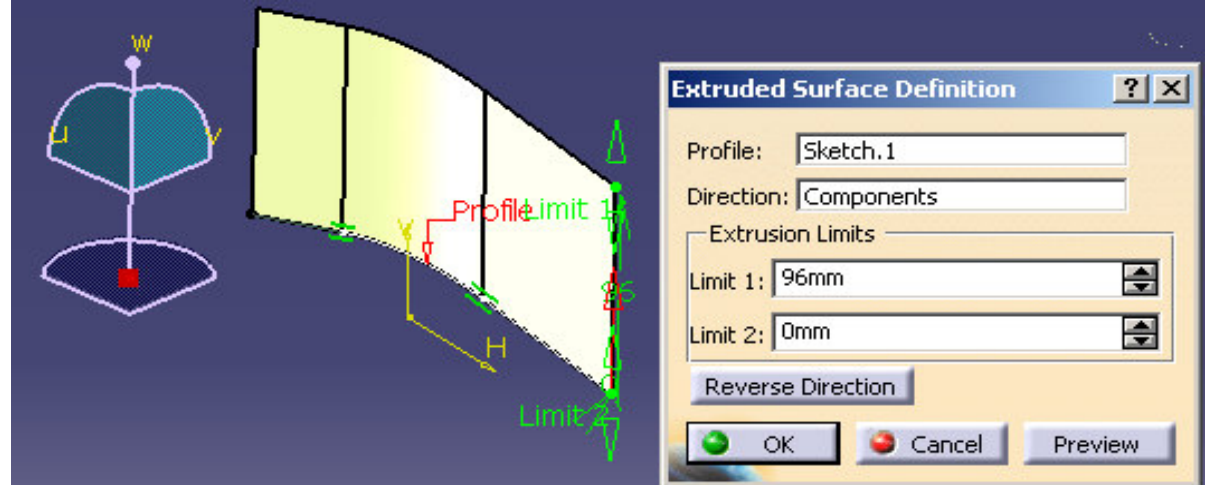 w
u
v
Profile
Limit 1
V
96
H
Limit 2
Extruded Surface Definition
? X
Profile: Sketch.1
Direction: Components
Extrusion Limits
Limit 1: 96mm
Limit 2: 0mm
Reverse Direction
OK Cancel Preview